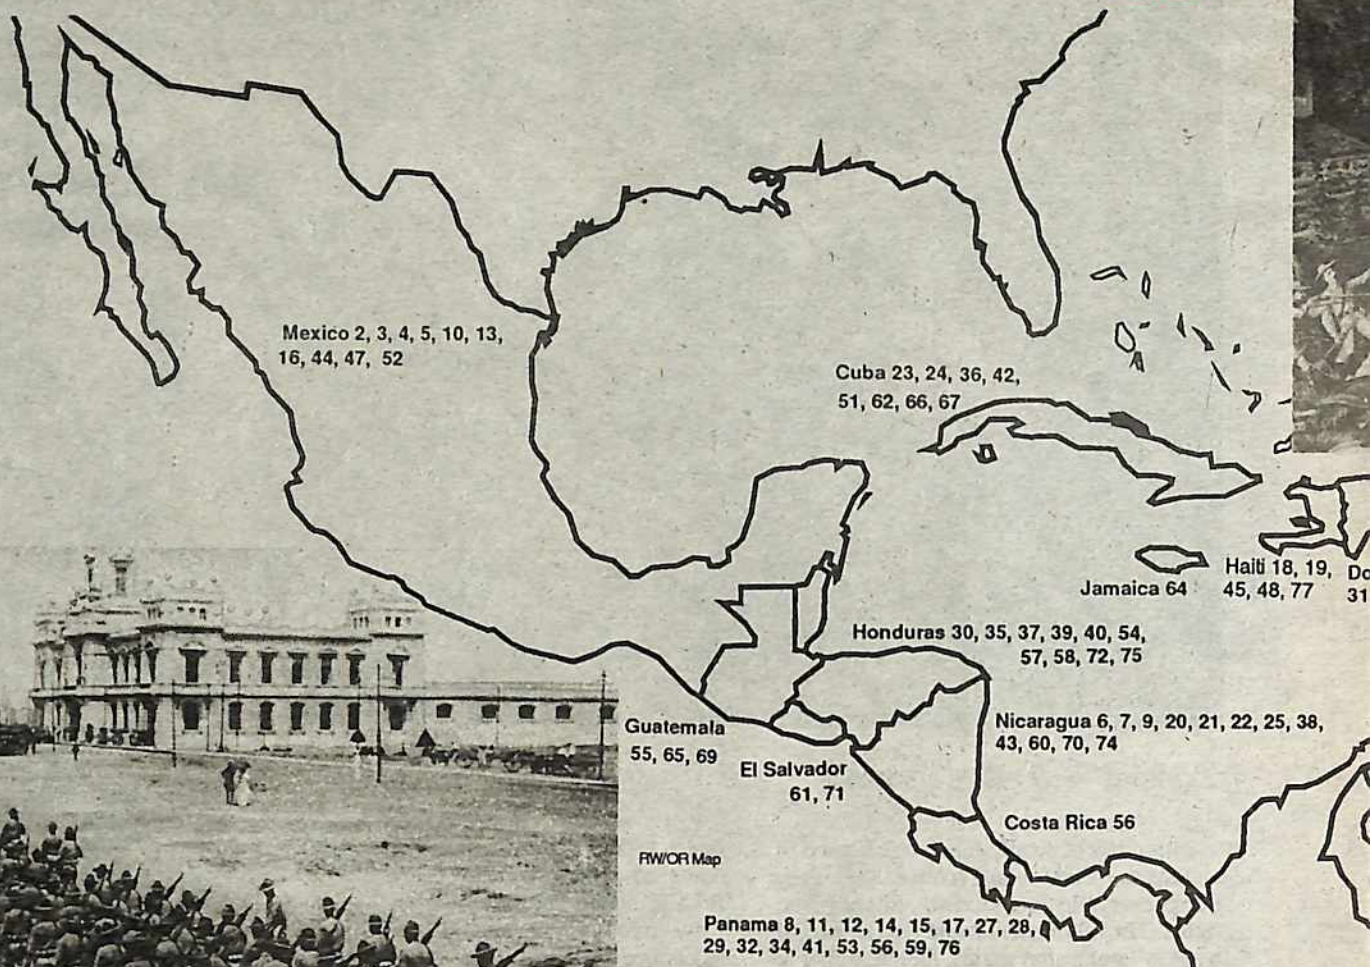 Mexico 2, 3, 4, 5, 10, 13,
16, 44, 47, 52
Cuba 23, 24, 36, 42,
51, 62, 66, 67
Jamaica 64
Haiti 18, 19,
45, 48, 77
Do
31
Honduras 30, 35, 37, 39, 40, 54,
57, 58, 72, 75
Guatemala
55, 65, 69
El Salvador
61, 71
Nicaragua 6, 7, 9, 20, 21, 22, 25, 38,
43, 60, 70, 74
Costa Rica 56
RW/OR Map
Panama 8, 11, 12, 14, 15, 17, 27, 28,
29, 32, 34, 41, 53, 56, 59, 76